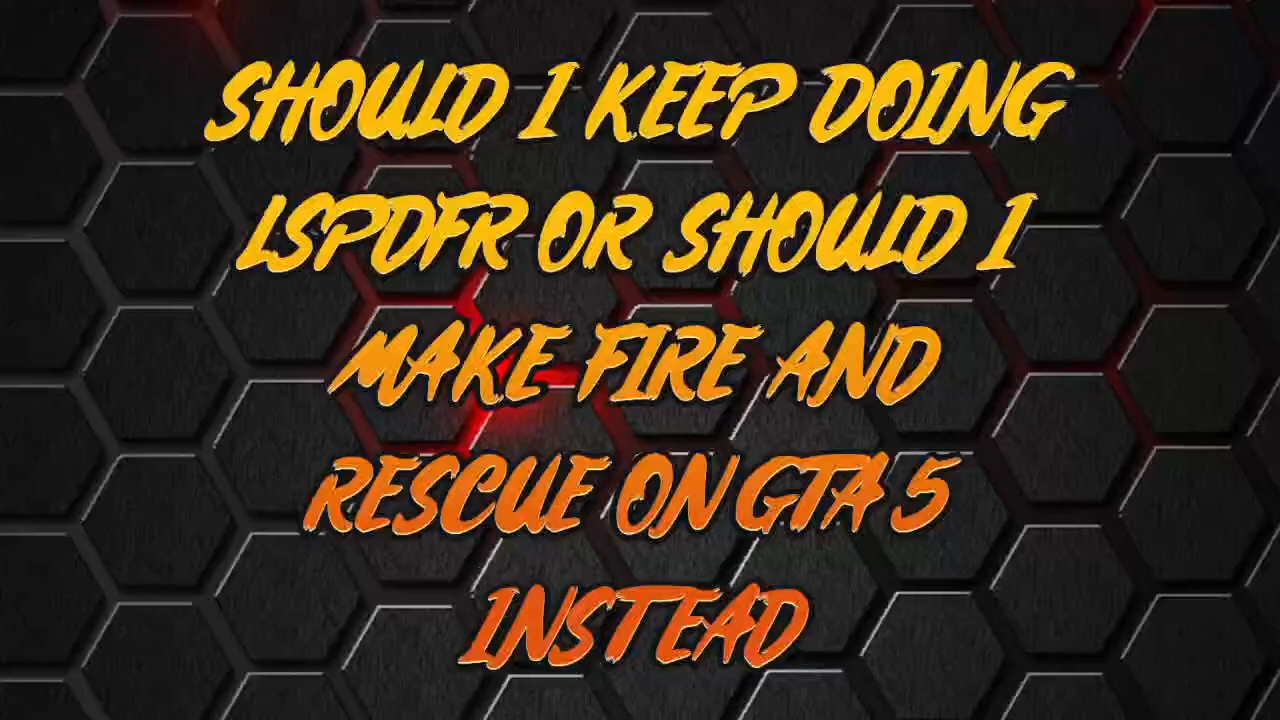 SHOULD I KEEP DOING
LSPDFR OR SHOULD I
MAKE FIRE AND
RESCUE ON GTA 5
INSTEAD